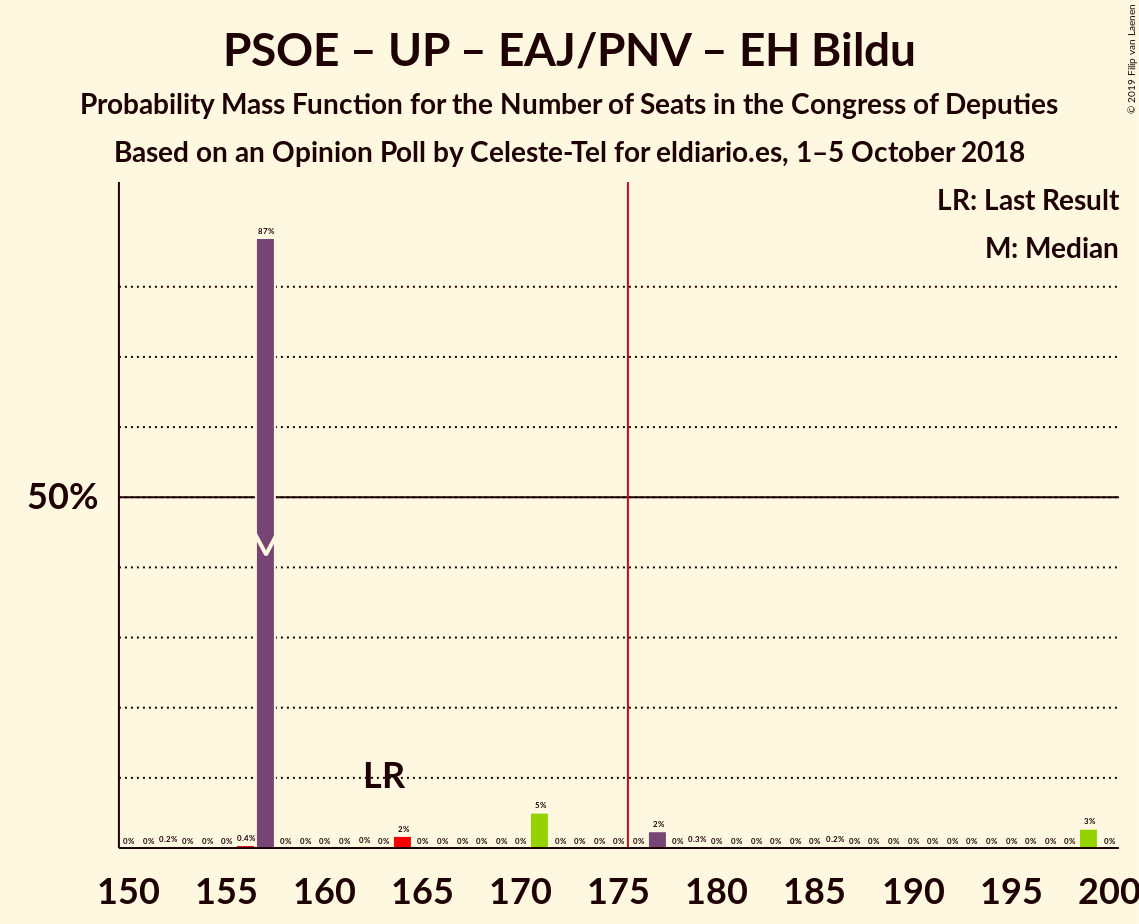 PSOE – UP – EAJ/PNV – EH Bildu
Probability Mass Function for the Number of Seats in the Congress of Deputies
Based on an Opinion Poll by Celeste-Tel for eldiario.es, 1–5 October 2018
© 2019 Filip van Laenen
LR: Last Result
M: Median
50%
LR
0% 0% 0.2% 0% 0% 0% 0.4% 87% 0% 0% 0% 0% 0% 0% 2% 0% 0% 0% 0% 0% 0% 5% 0% 0% 0% 0% 0% 2% 0% 0.3% 0% 0% 0% 0% 0% 0% 0.2% 0% 0% 0% 0% 0% 0% 0% 0% 0% 0% 0% 0% 3% 0%
150 155 160 165 170 175 180 185 190 195 200